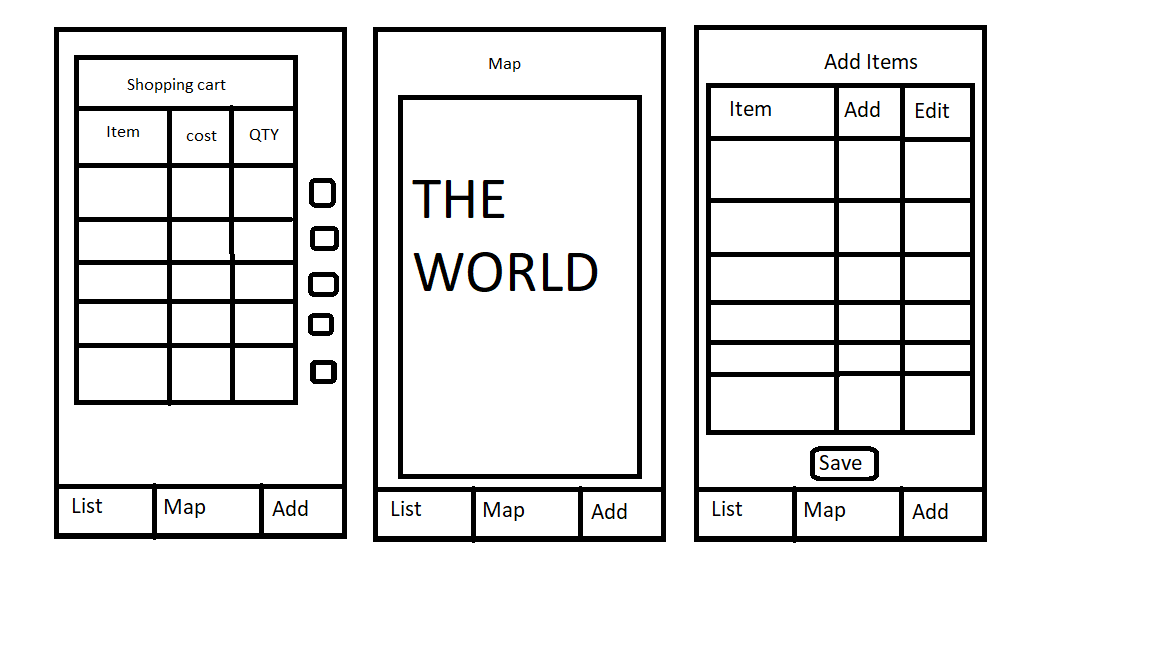 Shopping cart
Item cost QTY
List Map Add
Map
THE
WORLD
List Map Add
Add Items
Item Add Edit
Save
List Map Add